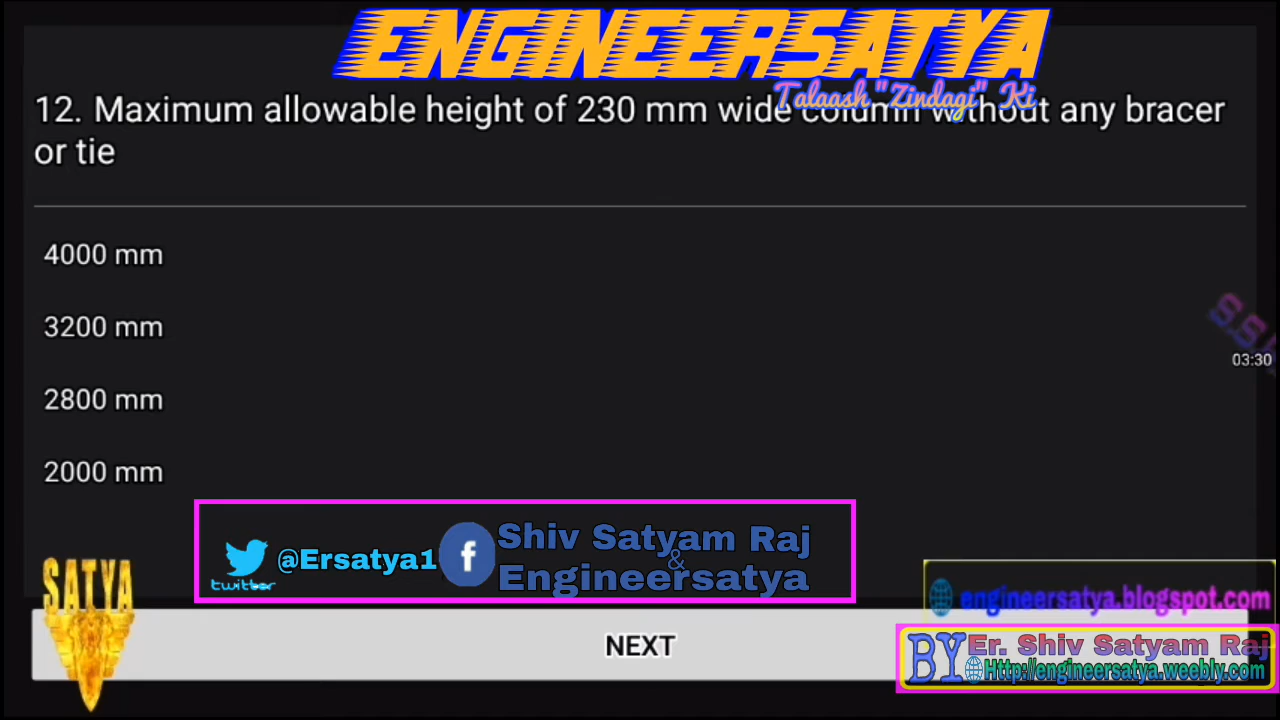 ENGINEERSATYA
Talaash "Zindagi" Ki
12. Maximum allowable height of 230 mm wide column without any bracer
or tie
4000 mm
3200 mm
03:30
2800 mm
2000 mm
Shiv Satyam Raj
@Ersatya1
f
&
twitter
Engineersatya
SATYA
engineersatya.blogspot.com
NEXT
BY Er. Shiv Satyam Raj
Http://engineersatya.weebly.com